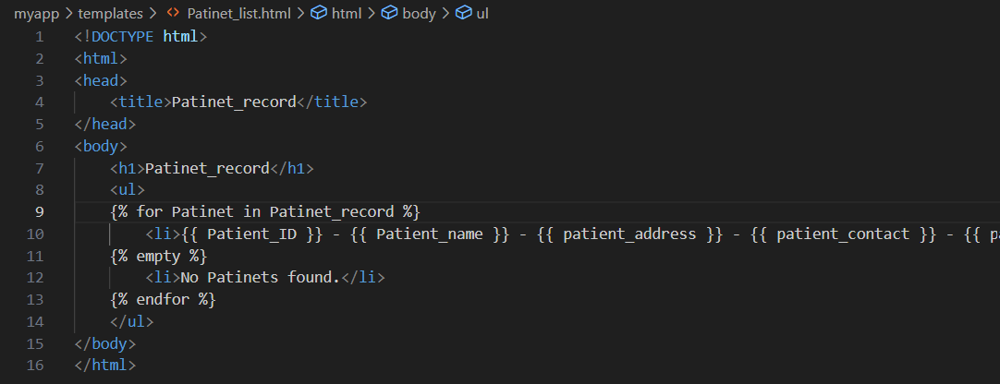 myapp > templates > <> Patinet_list.html > html > body > ul
1 <!DOCTYPE html>
2 <html>
3 <head>
4 <title>Patinet_record</title>
5 </head>
6 <body>
7 <h1>Patinet_record</h1>
8 <ul>
9 {% for Patinet in Patinet_record %}
10 <li>{{ Patient_ID }} - {{ Patient_name }} - {{ patient_address }} - {{ patient_contact }} - {{ pa
11 {% empty %}
12 <li>No Patinets found.</li>
13 {% endfor %}
14 </ul>
15 </body>
16 </html>